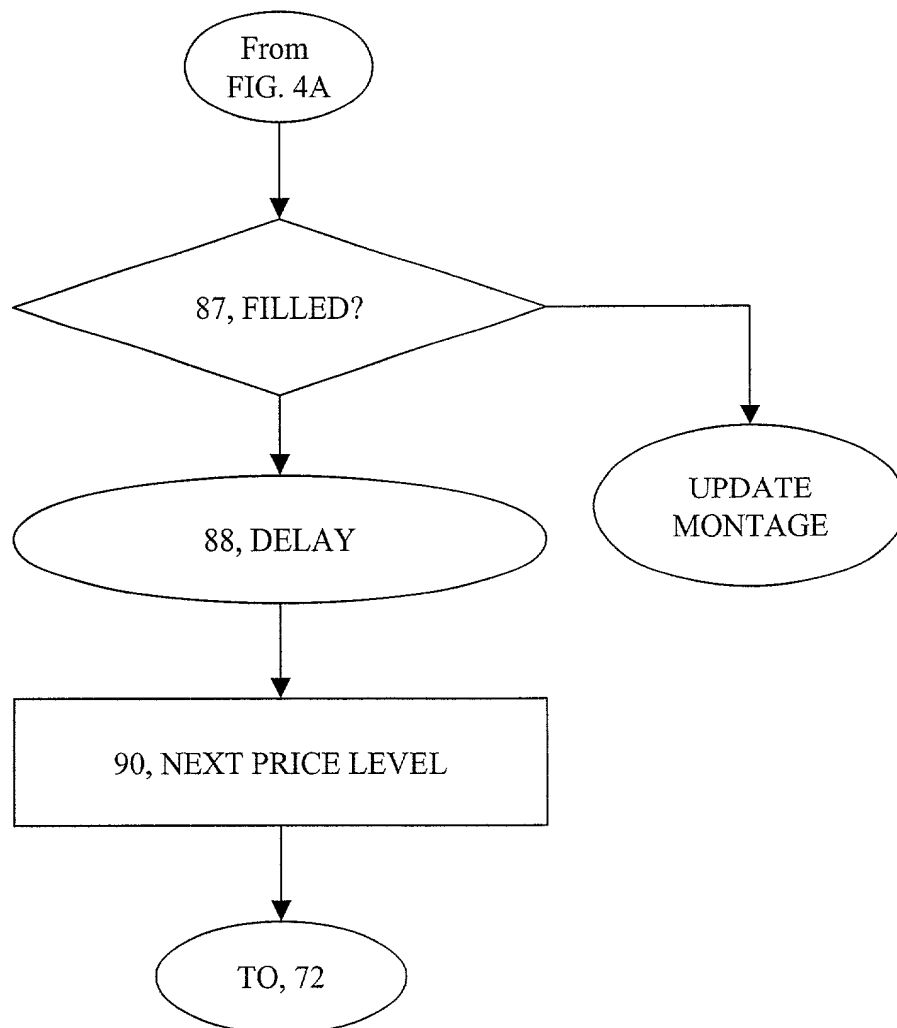 From
FIG. 4A
87, FILLED?
UPDATE
MONTAGE
88, DELAY
90, NEXT PRICE LEVEL
TO, 72